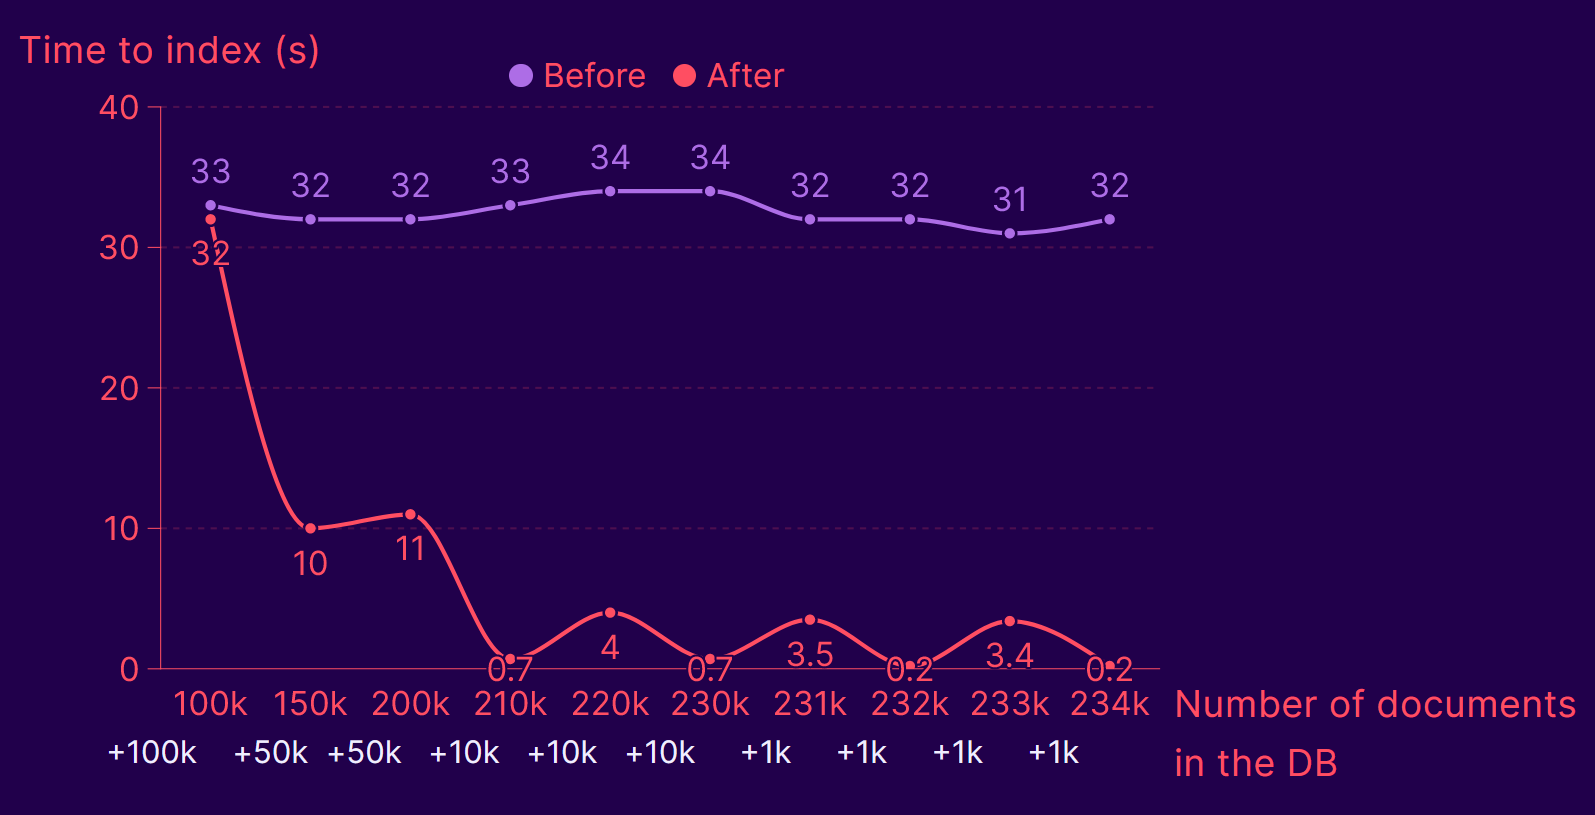 Time to index (s)
Before After
40
33 32 32 33 34 34 32 32 31 32
30
32
20
10
10 11
0
0.7 4 0.7 3.5 0.2 3.4 0.2
100k 150k 200k 210k 220k 230k 231k 232k 233k 234k
Number of documents
+100k +50k +50k +10k +10k +10k +1k +1k +1k +1k
in the DB